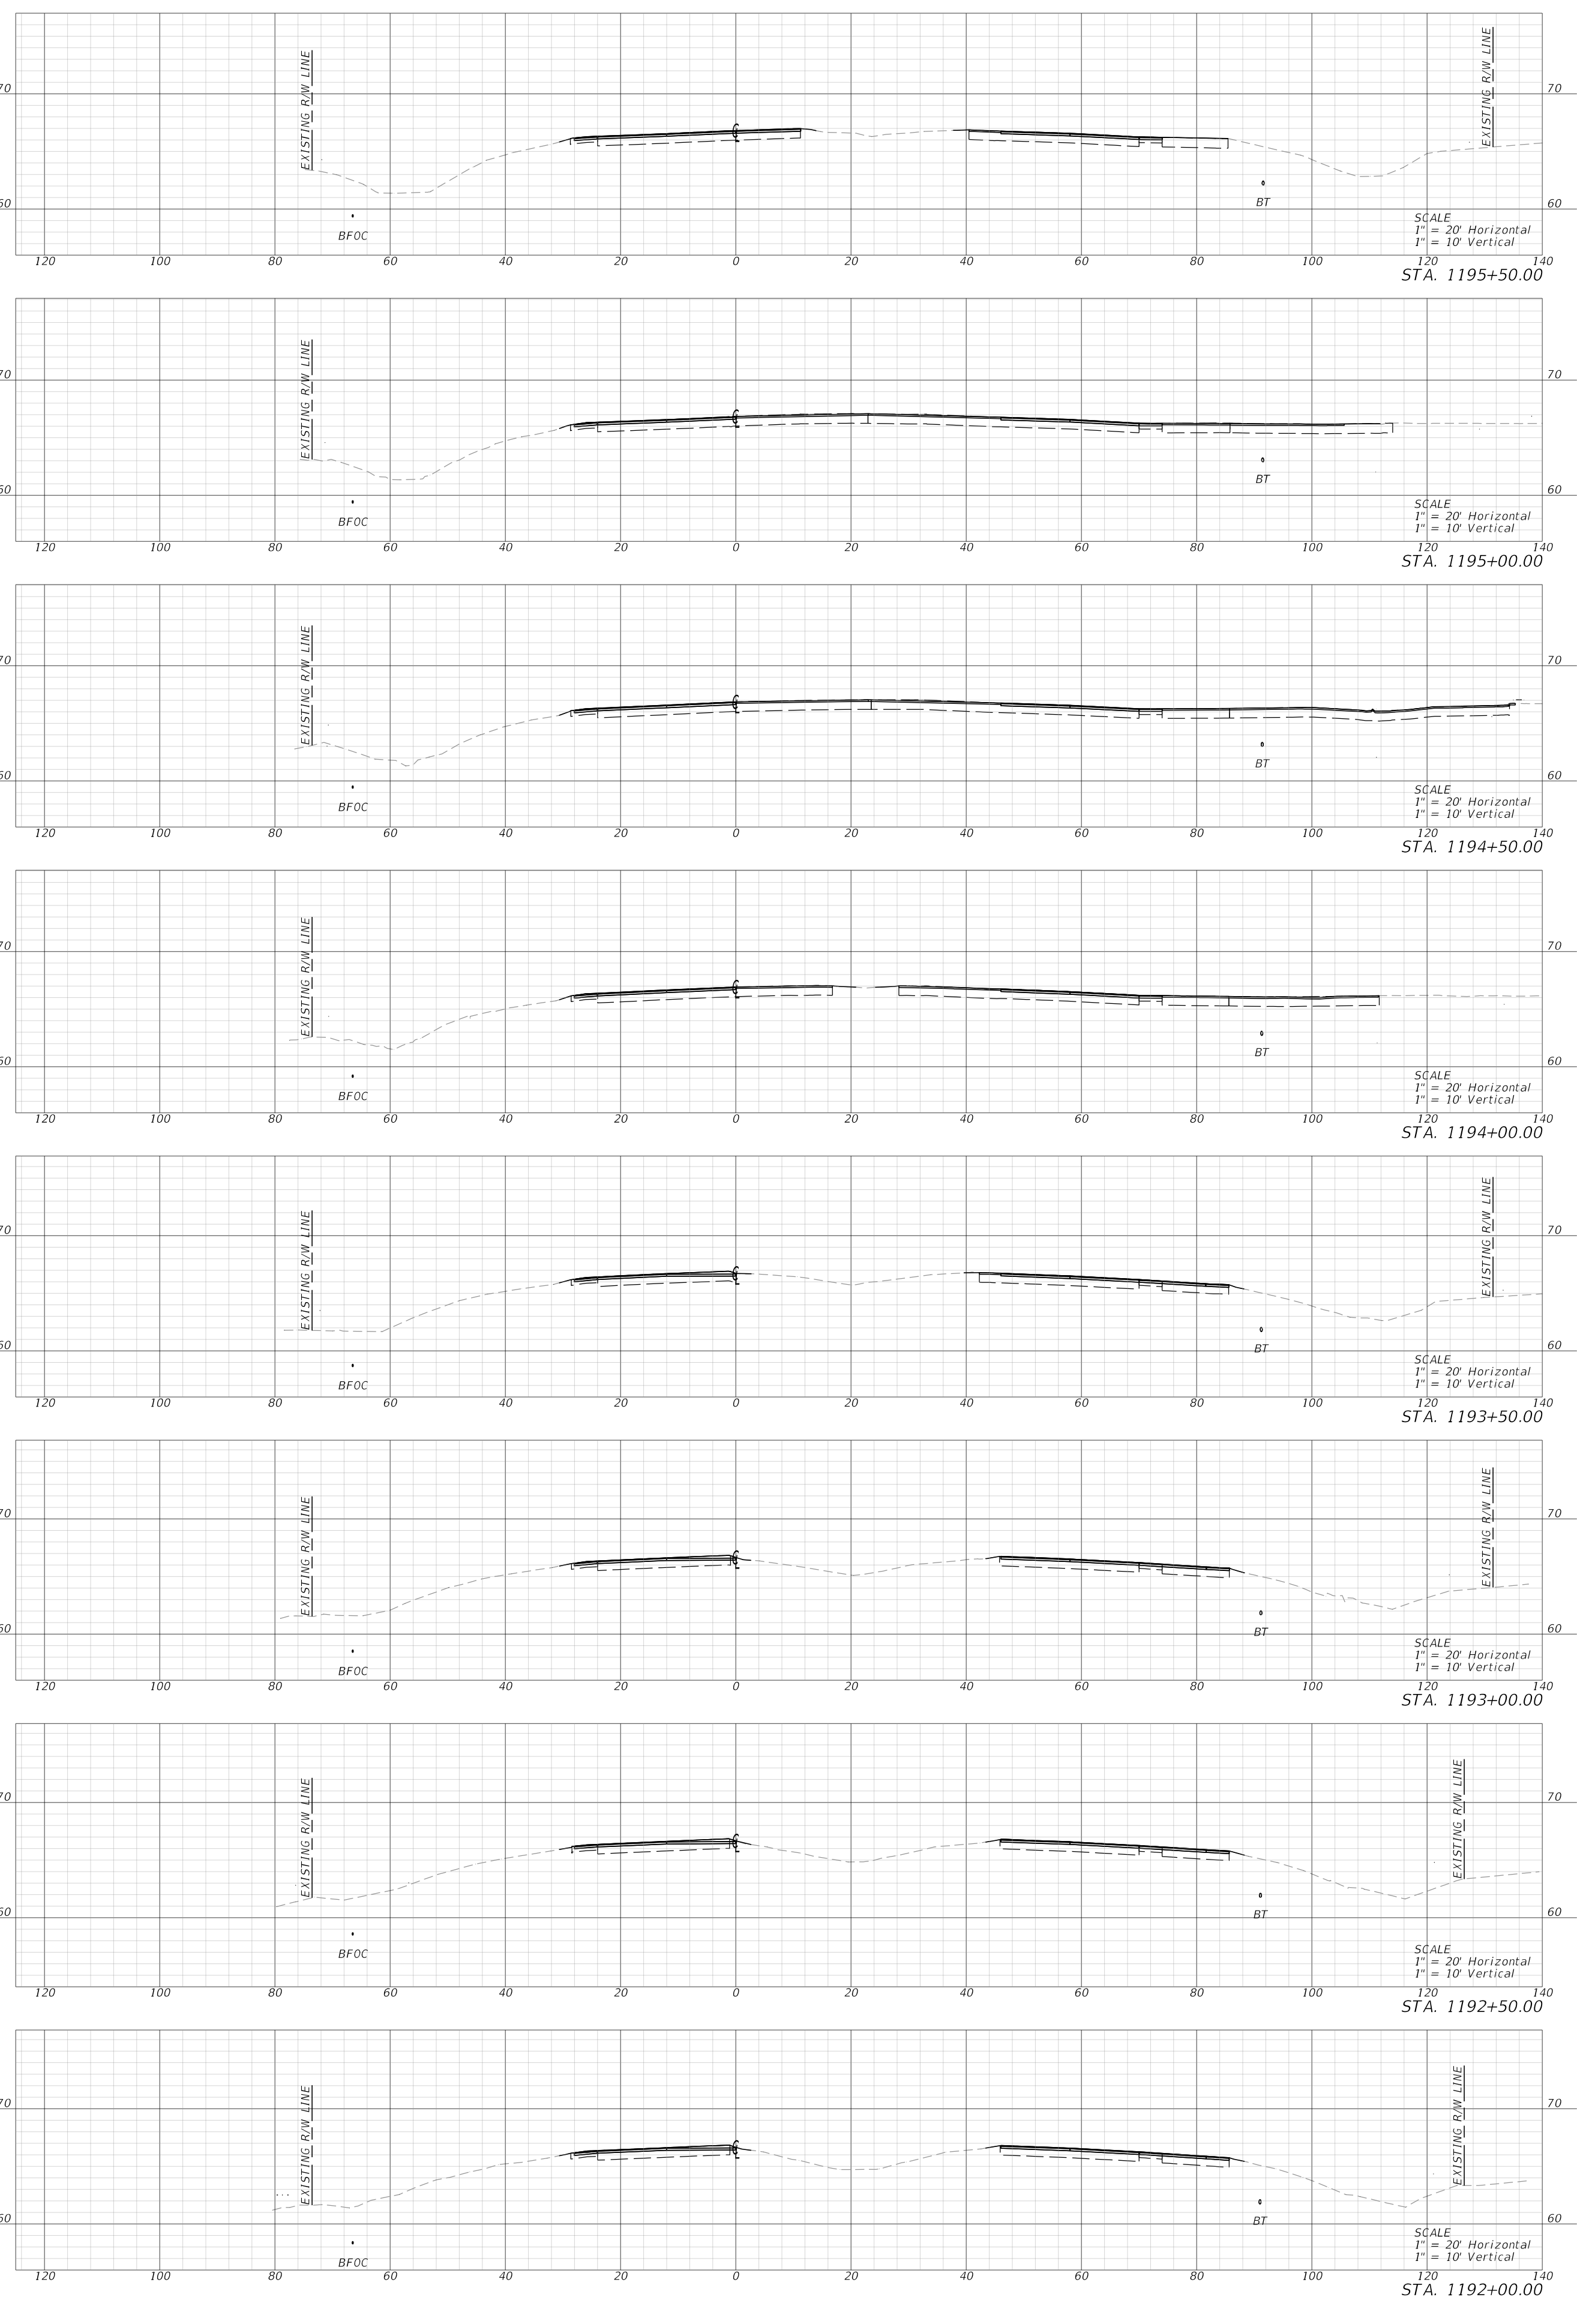 EXISTING R/W LINE
EXISTING R/W LINE
70 70
60 60
BFOC
BT
SCALE
1" = 20' Horizontal
1" = 10' Vertical
120 100 80 60 40 20 0 20 40 60 80 100 120 140
STA. 1195+50.00
EXISTING R/W LINE
70 70
60 60
BFOC
BT
SCALE
1" = 20' Horizontal
1" = 10' Vertical
120 100 80 60 40 20 0 20 40 60 80 100 120 140
STA. 1195+00.00
EXISTING R/W LINE
70 70
60 60
BFOC
BT
SCALE
1" = 20' Horizontal
1" = 10' Vertical
120 100 80 60 40 20 0 20 40 60 80 100 120 140
STA. 1194+50.00
EXISTING R/W LINE
70 70
60 60
BFOC
BT
SCALE
1" = 20' Horizontal
1" = 10' Vertical
120 100 80 60 40 20 0 20 40 60 80 100 120 140
STA. 1194+00.00
EXISTING R/W LINE
EXISTING R/W LINE
70 70
60 60
BFOC
BT
SCALE
1" = 20' Horizontal
1" = 10' Vertical
120 100 80 60 40 20 0 20 40 60 80 100 120 140
STA. 1193+50.00
EXISTING R/W LINE
EXISTING R/W LINE
70 70
60 60
BFOC
BT
SCALE
1" = 20' Horizontal
1" = 10' Vertical
120 100 80 60 40 20 0 20 40 60 80 100 120 140
STA. 1193+00.00
EXISTING R/W LINE
EXISTING R/W LINE
70 70
60 60
BFOC
BT
SCALE
1" = 20' Horizontal
1" = 10' Vertical
120 100 80 60 40 20 0 20 40 60 80 100 120 140
STA. 1192+50.00
EXISTING R/W LINE
EXISTING R/W LINE
70 70
60 60
BFOC
BT
SCALE
1" = 20' Horizontal
1" = 10' Vertical
120 100 80 60 40 20 0 20 40 60 80 100 120 140
STA. 1192+00.00